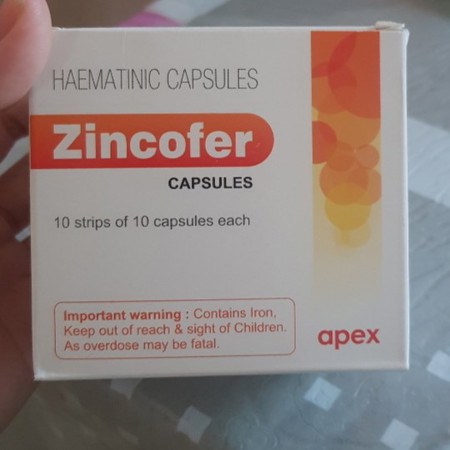 HAEMATINIC CAPSULES
Zincofer
CAPSULES
10 strips of 10 capsules each
Important warning : Contains Iron,
Keep out of reach & sight of Children.
As overdose may be fatal.
apex